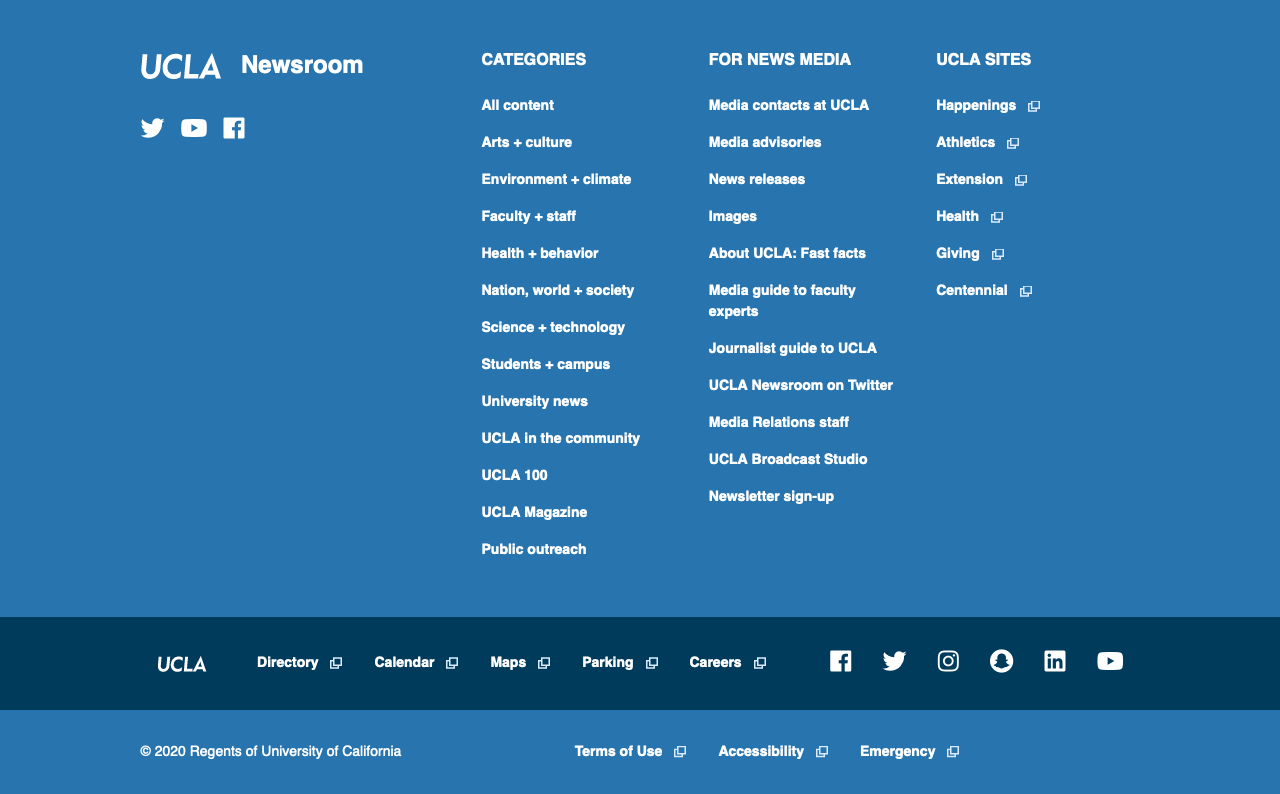 UCLA Newsroom
CATEGORIES
All content
Arts + culture
Environment + climate
Faculty + staff
Health + behavior
Nation, world + society
Science + technology
Students + campus
University news
UCLA in the community
UCLA 100
UCLA Magazine
Public outreach
FOR NEWS MEDIA
Media contacts at UCLA
Media advisories
News releases
Images
About UCLA: Fast facts
Media guide to faculty
experts
Journalist guide to UCLA
UCLA Newsroom on Twitter
Media Relations staff
UCLA Broadcast Studio
Newsletter sign-up
UCLA SITES
Happenings
Athletics
Extension
Health
Giving
Centennial
UCLA Directory Calendar Maps Parking Careers
© 2020 Regents of University of California Terms of Use Accessibility Emergency